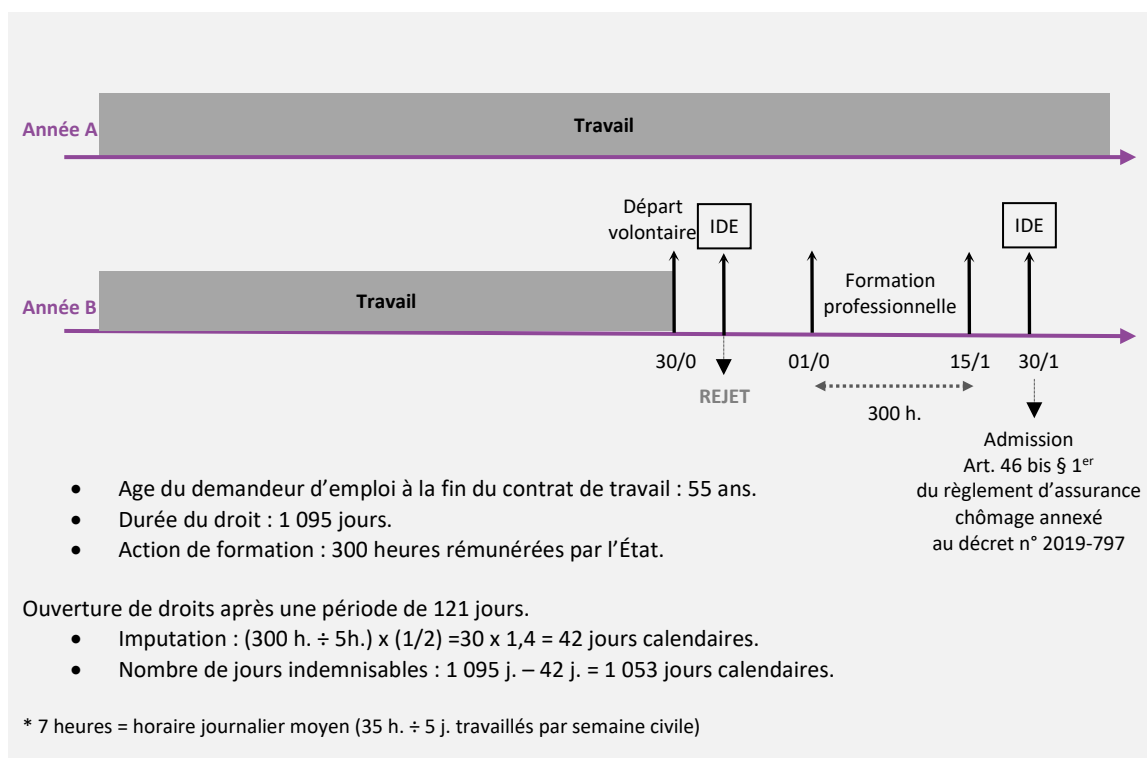 Année A
Travail
Départ
volontaire
IDE
IDE
Année B
Travail
Formation
professionnelle
30/0
01/0
15/1
30/1
REJET
300 h.
Admission
Art. 46 bis § 1er
du règlement d’assurance
chômage annexé
au décret n° 2019-797
• Age du demandeur d’emploi à la fin du contrat de travail : 55 ans.
• Durée du droit : 1 095 jours.
• Action de formation : 300 heures rémunérées par l’État.
Ouverture de droits après une période de 121 jours.
• Imputation : (300 h. ÷ 5h.) x (1/2) =30 x 1,4 = 42 jours calendaires.
• Nombre de jours indemnisables : 1 095 j. – 42 j. = 1 053 jours calendaires.
* 7 heures = horaire journalier moyen (35 h. ÷ 5 j. travaillés par semaine civile)